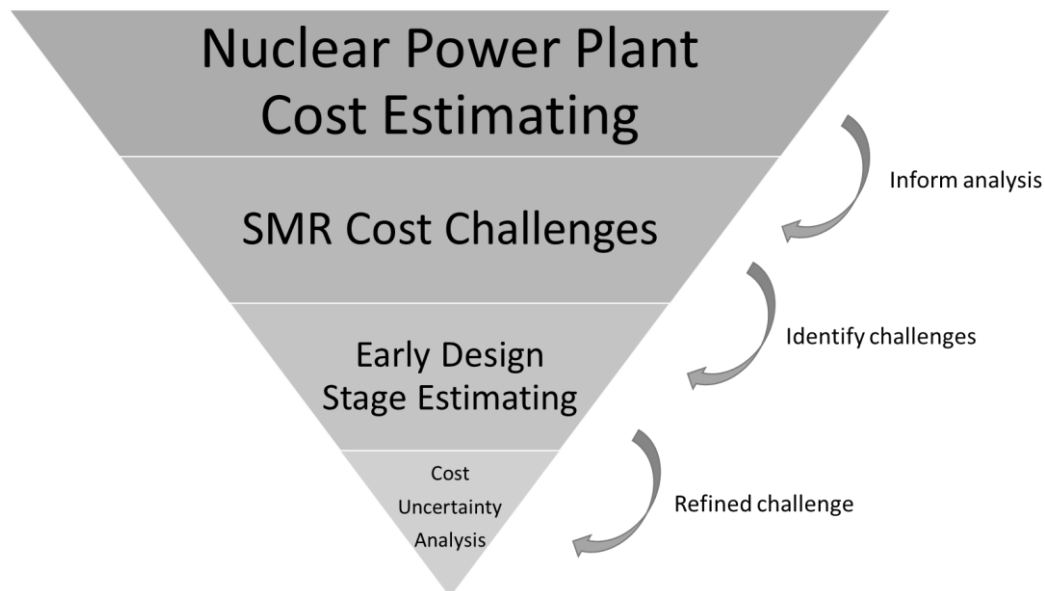 Nuclear Power Plant
Cost Estimating
Inform analysis
SMR Cost Challenges
Identify challenges
Early Design
Stage Estimating
Refined challenge
Cost
Uncertainty
Analysis